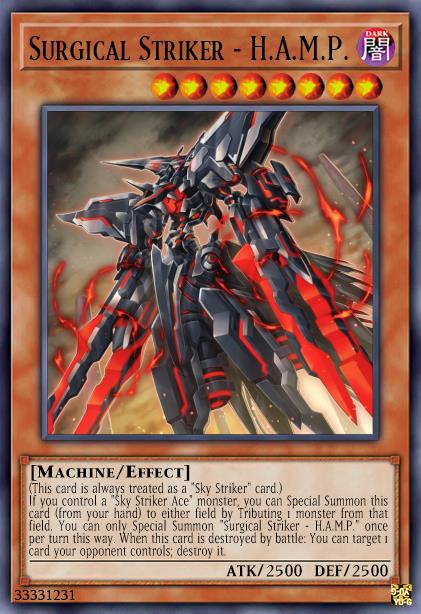 SURGICAL STRIKER - H.A.M.P.
DARK
闇
[MACHINE/EFFECT]
(This card is always treated as a "Sky Striker" card.)
If you control a "Sky Striker Ace" monster, you can Special Summon this
card (from your hand) to either field by Tributing 1 monster from that
field. You can only Special Summon "Surgical Striker - H.A.M.P." once
per turn this way. When this card is destroyed by battle: You can target 1
card your opponent controls; destroy it.
ATK/2500 DEF/2500
33331231